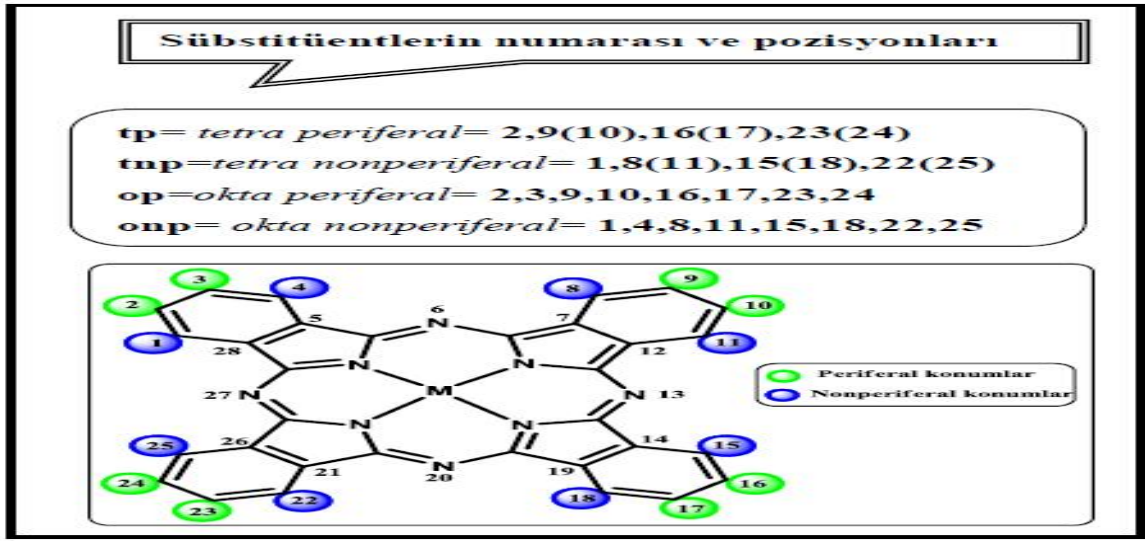 Sübstitüentlerin numarası ve pozisyonları
tp= tetra periferal= 2,9(10),16(17),23(24)
tnp=tetra nonperiferal= 1,8(11),15(18),22(25)
op=okta periferal= 2,3,9,10,16,17,23,24
onp= okta nonperiferal= 1,4,8,11,15,18,22,25
3 4 8 9
2 6 10
5 N 7
1 28 12 11
N N
27 N M N 13
Periferal konumlar
Nonperiferal konumlar
N N
25 26 14 15
24 21 N 19 16
20
23 22 18 17